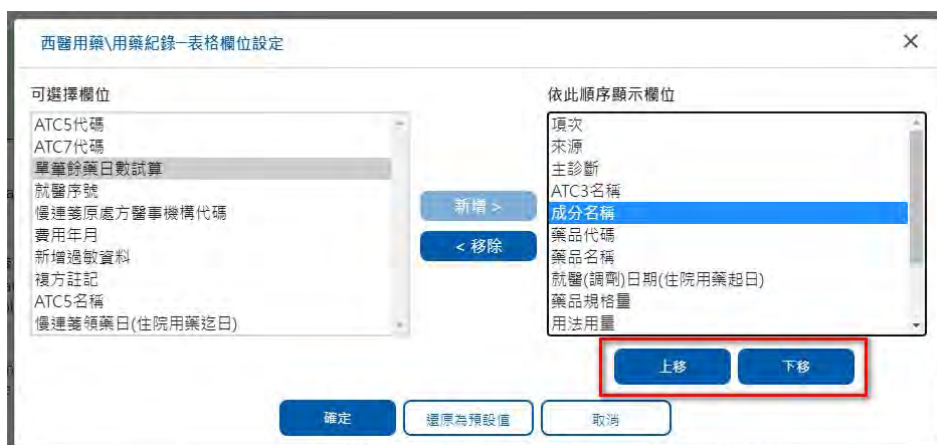 西醫用藥\用藥紀錄─表格欄位設定
可選擇欄位
ATC5代碼
ATC7代碼
單筆餘藥日數試算
就醫序號
慢連箋原處方醫事機構代碼
費用年月
新增過敏資料
複方註記
ATC5名稱
慢連箋領藥日(住院用藥迄日)
新增 >
< 移除
依此順序顯示欄位
項次
來源
主診斷
ATC3名稱
成分名稱
藥品代碼
藥品名稱
就醫(調劑)日期(住院用藥起日)
藥品規格量
用法用量
上移
下移
確定
還原為預設值
取消